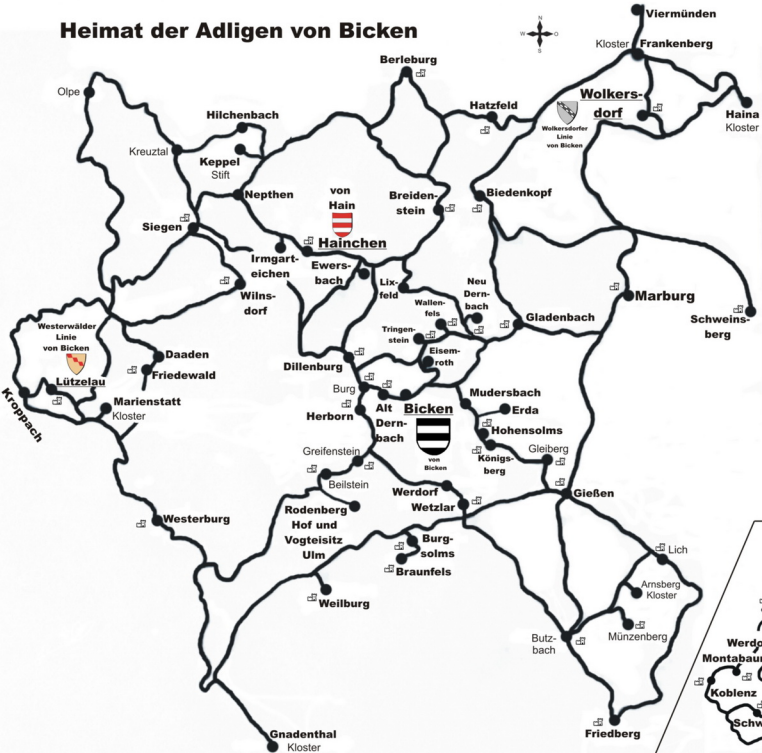 Heimat der Adligen von Bicken
N
W
O
S
Viermünden
Kloster
Frankenberg
Berleburg
Olpe
Hatzfeld
Wolkers-
dorf
Wolkersdorfer
Linie
von Bicken
Haina
Kloster
Hilchenbach
Kreuztal
Keppel
Stift
Nepthen
von
Hain
Hainchen
Breiden-
stein
Biedenkopf
Siegen
Irmgart-
eichen
Ewers-
bach
Wilns-
dorf
Lix-
feld
Neu
Dern-
bach
Wallen-
fels
Marburg
Schweins-
berg
Gladenbach
Tringen-
stein
Westerwälder
Linie
von Bicken
Lützelau
Daaden
Friedewald
Dillenburg
Eisem-
roth
Kroppach
Marienstatt
Kloster
Burg
Herborn
Alt
Dern-
bach
Bicken
von
Bicken
Mudersbach
Erda
Hohensolms
Königs-
berg
Gleiberg
Greifenstein
Beilstein
Werdorf
Wetzlar
Gießen
Rodenberg
Hof und
Vogteisitz
Ulm
Westerburg
Burg-
solms
Braunfels
Weilburg
Lich
Arnsberg
Kloster
Münzenberg
Butz-
bach
Werdo
Montabaur
Koblenz
Schw
Gnadenthal
Kloster
Friedberg